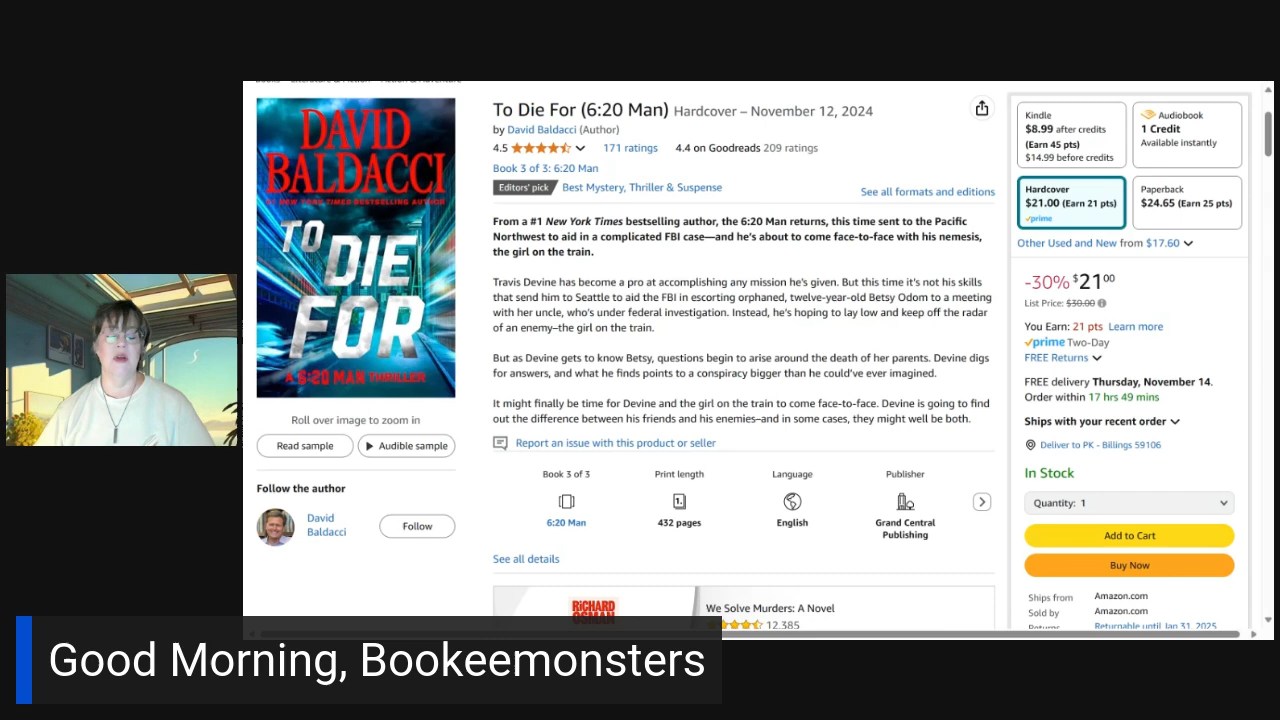 To Die For (6:20 Man) Hardcover – November 12, 2024
by David Baldacci (Author)
4.5 171 ratings 4.4 on Goodreads 209 ratings
Book 3 of 3: 6:20 Man
Editors' pick Best Mystery, Thriller & Suspense
See all formats and editions
From a #1 New York Times bestselling author, the 6:20 Man returns, this time sent to the Pacific
Northwest to aid in a complicated FBI case—and he's about to come face-to-face with his nemesis,
the girl on the train.
Travis Devine has become a pro at accomplishing any mission he's given. But this time it's not his skills
that send him to Seattle to aid the FBI in escorting orphaned, twelve-year-old Betsy Odom to a meeting
with her uncle, who's under federal investigation. Instead, he's hoping to lay low and keep off the radar
of an enemy–the girl on the train.
But as Devine gets to know Betsy, questions begin to arise around the death of her parents. Devine digs
for answers, and what he finds points to a conspiracy bigger than he could've ever imagined.
It might finally be time for Devine and the girl on the train to come face-to-face. Devine is going to find
out the difference between his friends and his enemies–and in some cases, they might well be both.
Report an issue with this product or seller
Book 3 of 3
6:20 Man
Print length
432 pages
Language
English
Publisher
Grand Central
Publishing
See all details
RICHARD
OSMAN
We Solve Murders: A Novel
12,385
DAVID
BALDACCI
#1 NEW YORK TIMES BESTSELLING AUTHOR
TO
DIE
FOR
A 6:20 MAN THRILLER
Roll over image to zoom in
Read sample
Audible sample
Follow the author
David
Baldacci
Follow
Kindle
$8.99 after credits
(Earn 45 pts)
$14.99 before credits
Audiobook
1 Credit
Available instantly
Hardcover
$21.00 (Earn 21 pts)
prime
Paperback
$24.65 (Earn 25 pts)
Other Used and New from $17.60
-30% $21 00
List Price: $30.00
You Earn: 21 pts Learn more
prime Two-Day
FREE Returns
FREE delivery Thursday, November 14.
Order within 17 hrs 49 mins
Ships with your recent order
Deliver to PK - Billings 59106
In Stock
Quantity: 1
Add to Cart
Buy Now
Ships from Amazon.com
Sold by Amazon.com
Returns Returnable until Jan 31, 2025
Good Morning, Bookeemonsters